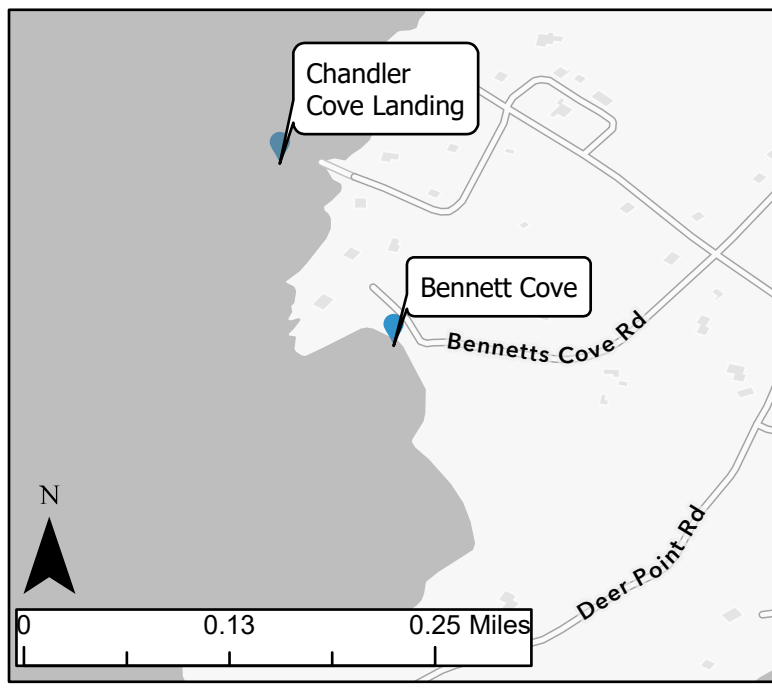 Chandler
Cove Landing
Bennett Cove
Bennetts Cove Rd
Deer Point Rd
N
0 0.13 0.25 Miles